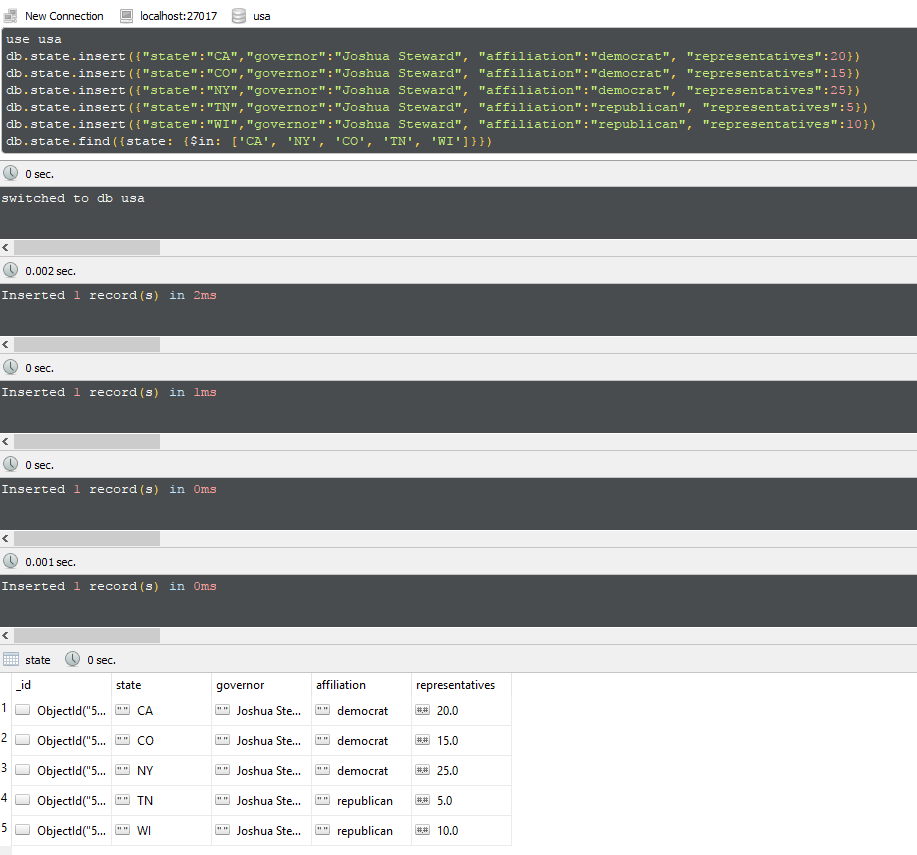 New Connection localhost:27017 usa
use usa
db.state.insert({"state":"CA","governor":"Joshua Steward", "affiliation":"democrat", "representatives":20})
db.state.insert({"state":"CO","governor":"Joshua Steward", "affiliation":"democrat", "representatives":15})
db.state.insert({"state":"NY","governor":"Joshua Steward", "affiliation":"democrat", "representatives":25})
db.state.insert({"state":"TN","governor":"Joshua Steward", "affiliation":"republican", "representatives":5})
db.state.insert({"state":"WI","governor":"Joshua Steward", "affiliation":"republican", "representatives":10})
db.state.find({state: {$in: ['CA', 'NY', 'CO', 'TN', 'WI']}})
0 sec.
switched to db usa
0.002 sec.
Inserted 1 record(s) in 2ms
0 sec.
Inserted 1 record(s) in 1ms
0 sec.
Inserted 1 record(s) in 0ms
0.001 sec.
Inserted 1 record(s) in 0ms
state 0 sec.
_id state governor affiliation representatives
1 ObjectId("5... "" CA "" Joshua Ste... "" democrat ## 20.0
2 ObjectId("5... "" CO "" Joshua Ste... "" democrat ## 15.0
3 ObjectId("5... "" NY "" Joshua Ste... "" democrat ## 25.0
4 ObjectId("5... "" TN "" Joshua Ste... "" republican ## 5.0
5 ObjectId("5... "" WI "" Joshua Ste... "" republican ## 10.0